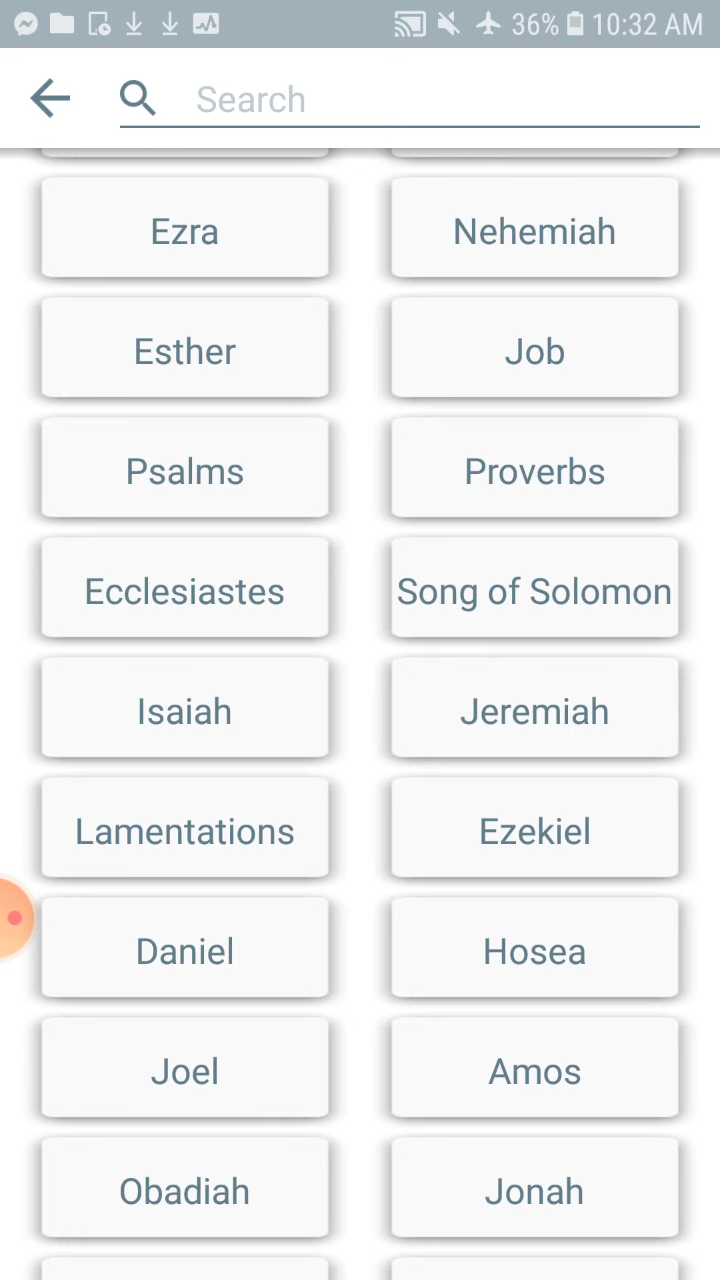 36% 10:32 AM
Search
Ezra Nehemiah
Esther Job
Psalms Proverbs
Ecclesiastes Song of Solomon
Isaiah Jeremiah
Lamentations Ezekiel
Daniel Hosea
Joel Amos
Obadiah Jonah